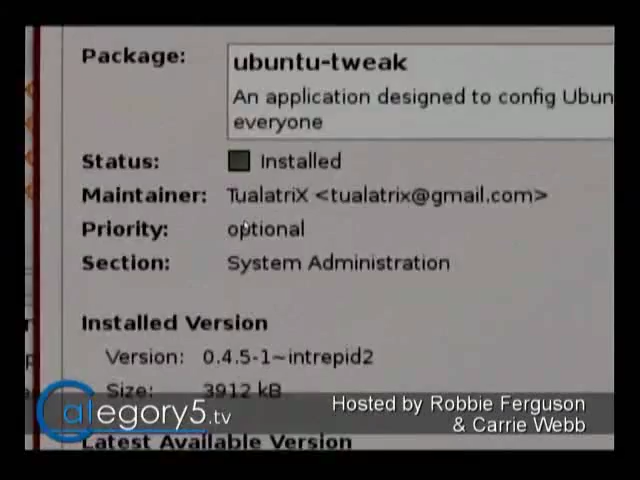 Package:
ubuntu-tweak
An application designed to config Ubun
everyone
Status:
Installed
Maintainer:
TualatriX <tualatrix@gmail.com>
Priority:
optional
Section:
System Administration
Installed Version
Version: 0.4.5-1~intrepid2
Size: 3912 kB
Category5.tv
Hosted by Robbie Ferguson
& Carrie Webb
Latest Available Version